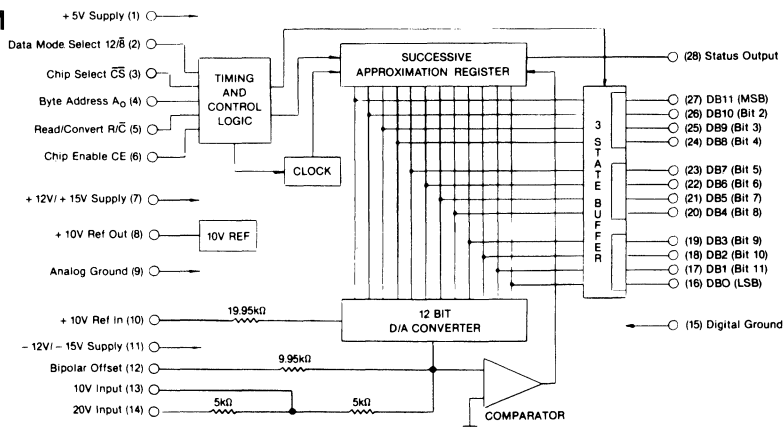 + 5V Supply (1)
Data Mode Select 12/8̅ (2)
Chip Select C̅S̅ (3)
Byte Address A₀ (4)
Read/Convert R/C̅ (5)
Chip Enable CE (6)
+ 12V/ + 15V Supply (7)
+ 10V Ref Out (8)
Analog Ground (9)
+ 10V Ref In (10)
− 12V/ − 15V Supply (11)
Bipolar Offset (12)
10V Input (13)
20V Input (14)
TIMING
AND
CONTROL
LOGIC
CLOCK
10V REF
19.95kΩ
9.95kΩ
5kΩ
5kΩ
SUCCESSIVE
APPROXIMATION REGISTER
12 BIT
D/A CONVERTER
COMPARATOR
3
S
T
A
T
E
B
U
F
F
E
R
(28) Status Output
(27) DB11 (MSB)
(26) DB10 (Bit 2)
(25) DB9 (Bit 3)
(24) DB8 (Bit 4)
(23) DB7 (Bit 5)
(22) DB6 (Bit 6)
(21) DB5 (Bit 7)
(20) DB4 (Bit 8)
(19) DB3 (Bit 9)
(18) DB2 (Bit 10)
(17) DB1 (Bit 11)
(16) DBO (LSB)
(15) Digital Ground